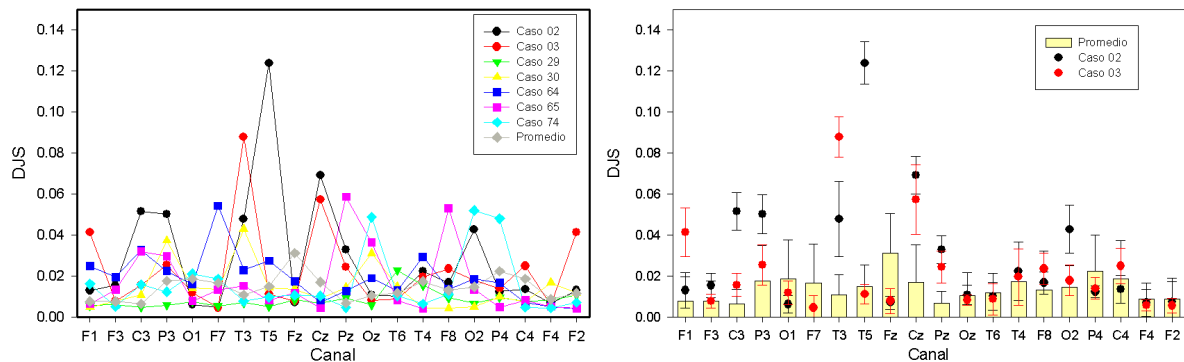 0.14
0.12
0.10
0.08
0.06
0.04
0.02
0.00
DJS
Caso 02
Caso 03
Caso 29
Caso 30
Caso 64
Caso 65
Caso 74
Promedio
F1 F3 C3 P3 O1 F7 T3 T5 Fz Cz Pz Oz T6 T4 F8 O2 P4 C4 F4 F2
Canal
0.14
0.12
0.10
0.08
0.06
0.04
0.02
0.00
DJS
Promedio
Caso 02
Caso 03
F1 F3 C3 P3 O1 F7 T3 T5 Fz Cz Pz Oz T6 T4 F8 O2 P4 C4 F4 F2
Canal